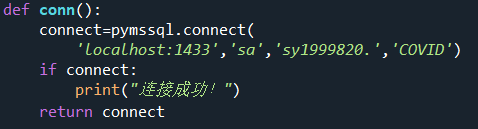 def conn():
    connect=pymssql.connect(
        'localhost:1433','sa','sy1999820.','COVID')
    if connect:
        print("连接成功！")
    return connect